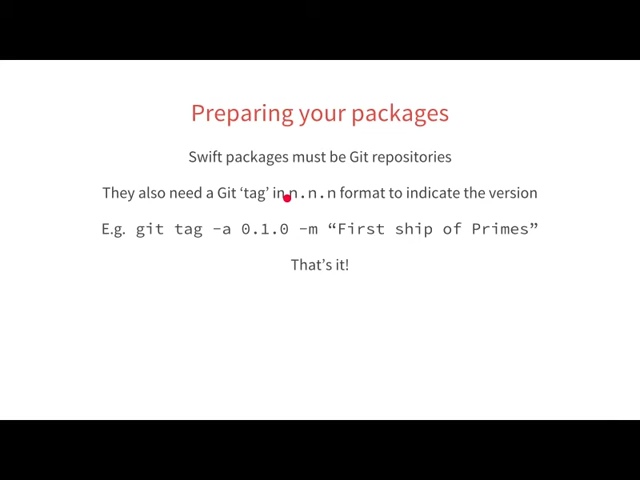 Preparing your packages
Swift packages must be Git repositories
They also need a Git ‘tag’ in n.n.n format to indicate the version
E.g. git tag -a 0.1.0 -m “First ship of Primes”
That’s it!